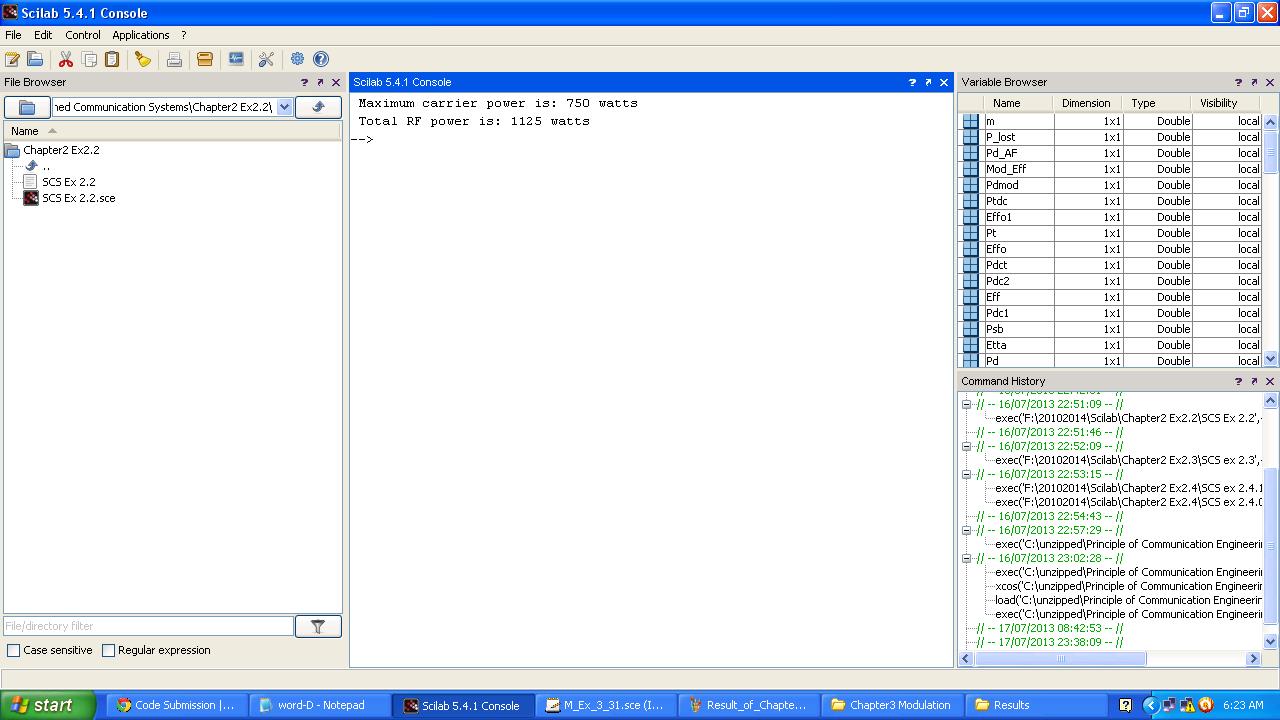 Scilab 5.4.1 Console
File Edit Control Applications ?
File Browser ?
ned Communication Systems\Chapter2 Ex2.2\
Name
Chapter2 Ex2.2
..
SCS Ex 2.2
SCS Ex 2.2.sce
File/directory filter
Case sensitive Regular expression
Scilab 5.4.1 Console ?
Maximum carrier power is: 750 watts
Total RF power is: 1125 watts
-->
Variable Browser ?
Name Dimension Type Visibility
m 1x1 Double local
P_lost 1x1 Double local
Pd_AF 1x1 Double local
Mod_Eff 1x1 Double local
Pdmod 1x1 Double local
Ptdc 1x1 Double local
Effo1 1x1 Double local
Pt 1x1 Double local
Effo 1x1 Double local
Pdct 1x1 Double local
Pdc2 1x1 Double local
Eff 1x1 Double local
Pdc1 1x1 Double local
Psb 1x1 Double local
Etta 1x1 Double local
Pd 1x1 Double local
Command History ?
// -- 16/07/2013 22:51:09 -- //
exec('F:\20102014\Scilab\Chapter2 Ex2.2\SCS Ex 2.2',
// -- 16/07/2013 22:51:46 -- //
// -- 16/07/2013 22:52:09 -- //
exec('F:\20102014\Scilab\Chapter2 Ex2.3\SCS ex 2.3',
// -- 16/07/2013 22:53:15 -- //
exec('F:\20102014\Scilab\Chapter2 Ex2.4\SCS ex 2.4.1
exec('F:\20102014\Scilab\Chapter2 Ex2.4\SCS ex 2.4.0
// -- 16/07/2013 22:54:43 -- //
// -- 16/07/2013 22:57:29 -- //
exec('C:\unzipped\Principle of Communication Engineeri
// -- 16/07/2013 23:02:28 -- //
exec('C:\unzipped\Principle of Communication Engineeri
xcos('C:\unzipped\Principle of Communication Engineeri
load('C:\unzipped\Principle of Communication Engineeri
exec('C:\unzipped\Principle of Communication Engineeri
// -- 17/07/2013 08:42:53 -- //
// -- 17/07/2013 23:38:09 -- //
start Code Submission |... word-D - Notepad Scilab 5.4.1 Console M_Ex_3_31.sce (I... Result_of_Chapte... Chapter3 Modulation Results ? 6:23 AM